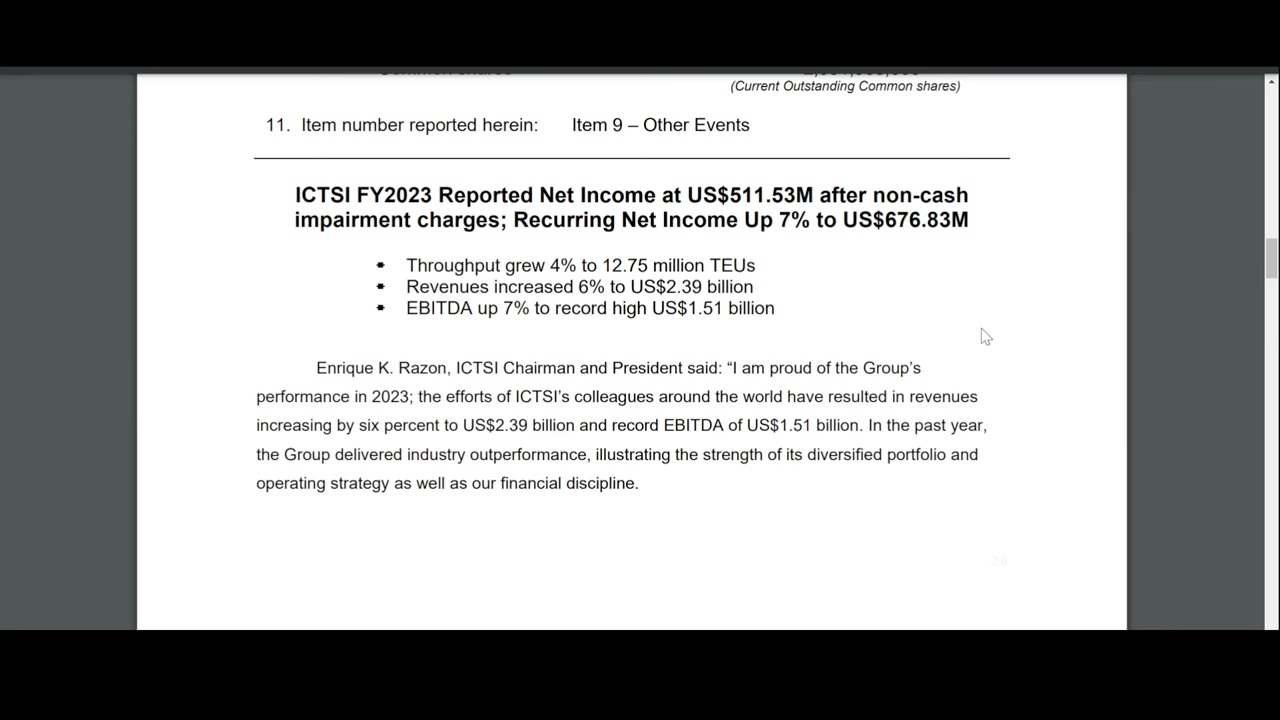 (Current Outstanding Common shares)
11. Item number reported herein: Item 9 – Other Events
ICTSI FY2023 Reported Net Income at US$511.53M after non-cash
impairment charges; Recurring Net Income Up 7% to US$676.83M
Throughput grew 4% to 12.75 million TEUs
Revenues increased 6% to US$2.39 billion
EBITDA up 7% to record high US$1.51 billion
Enrique K. Razon, ICTSI Chairman and President said: “I am proud of the Group’s
performance in 2023; the efforts of ICTSI’s colleagues around the world have resulted in revenues
increasing by six percent to US$2.39 billion and record EBITDA of US$1.51 billion. In the past year,
the Group delivered industry outperformance, illustrating the strength of its diversified portfolio and
operating strategy as well as our financial discipline.